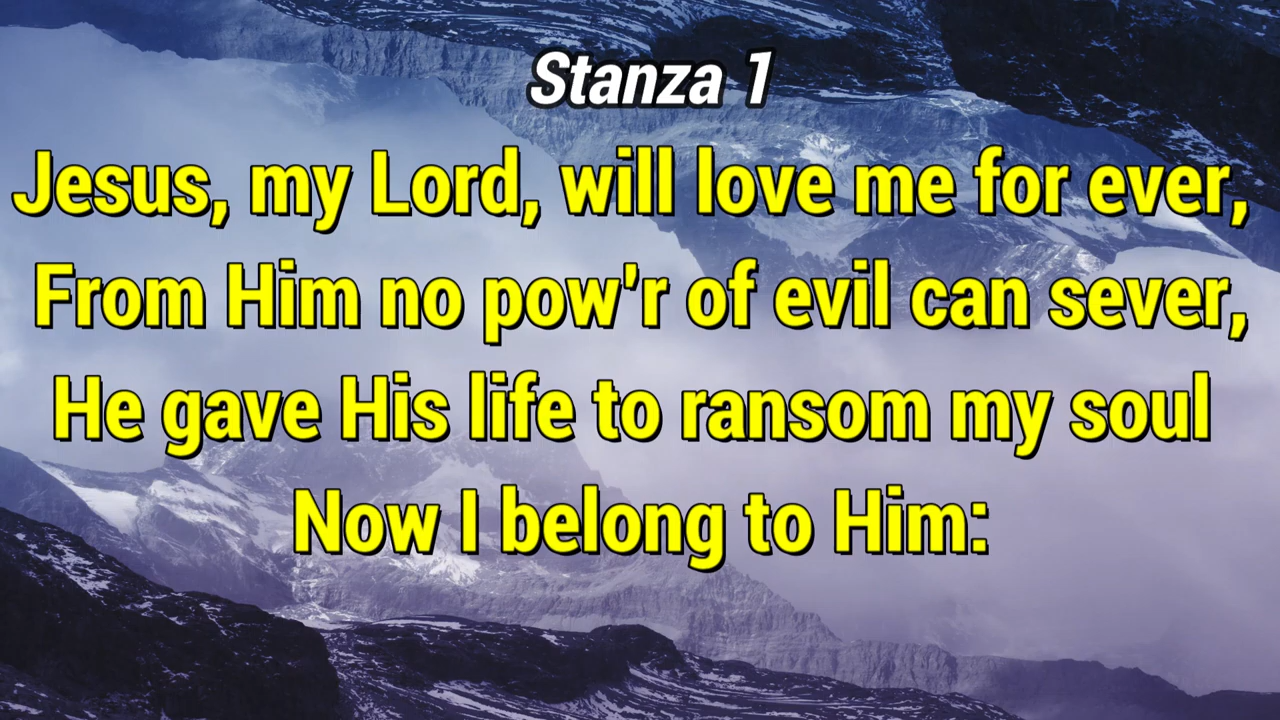 Stanza 1
Jesus, my Lord, will love me for ever,
From Him no pow'r of evil can sever,
He gave His life to ransom my soul
Now I belong to Him: